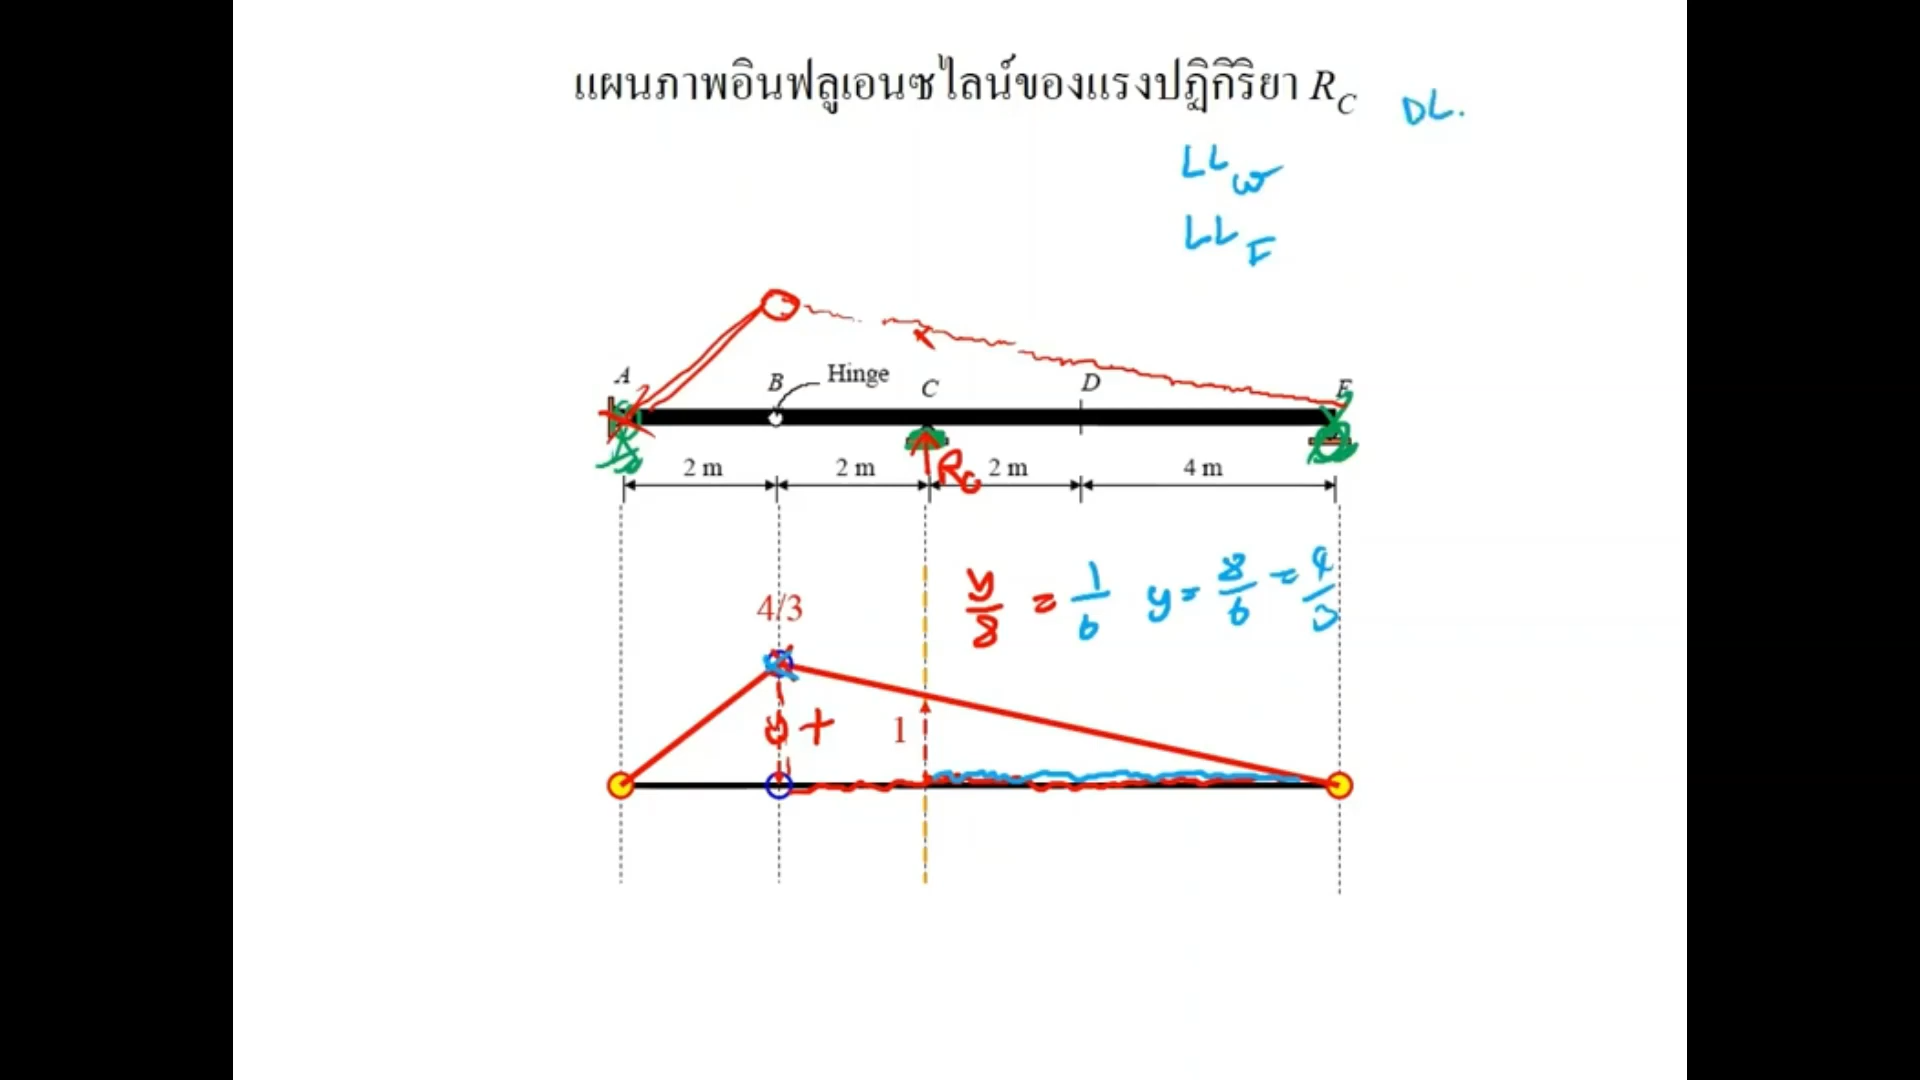 แผนภาพอินฟลูเอนซไลน์ของแรงปฏิกิริยา R_C
DL.
LL_W
LL_F
A B Hinge C D E
2 m 2 m R_C 2 m 4 m
4/3
y/8 = 1/6 y = 8/6 = 4/3
y + 1